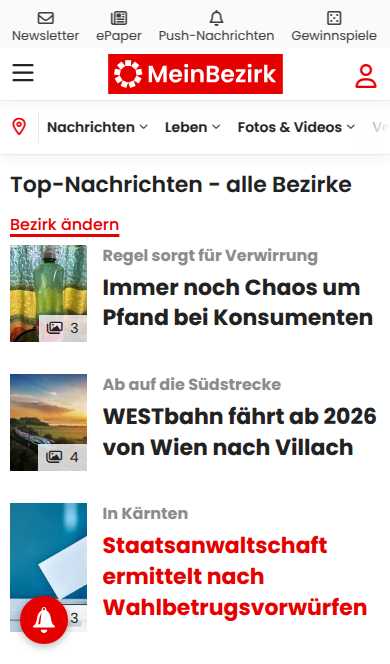 Newsletter
ePaper
Push-Nachrichten
Gewinnspiele
MeinBezirk
Nachrichten
Leben
Fotos & Videos
Top-Nachrichten - alle Bezirke
Bezirk ändern
Regel sorgt für Verwirrung
Immer noch Chaos um
Pfand bei Konsumenten
3
Ab auf die Südstrecke
WESTbahn fährt ab 2026
von Wien nach Villach
4
In Kärnten
Staatsanwaltschaft
ermittelt nach
Wahlbetrugsvorwürfen
3